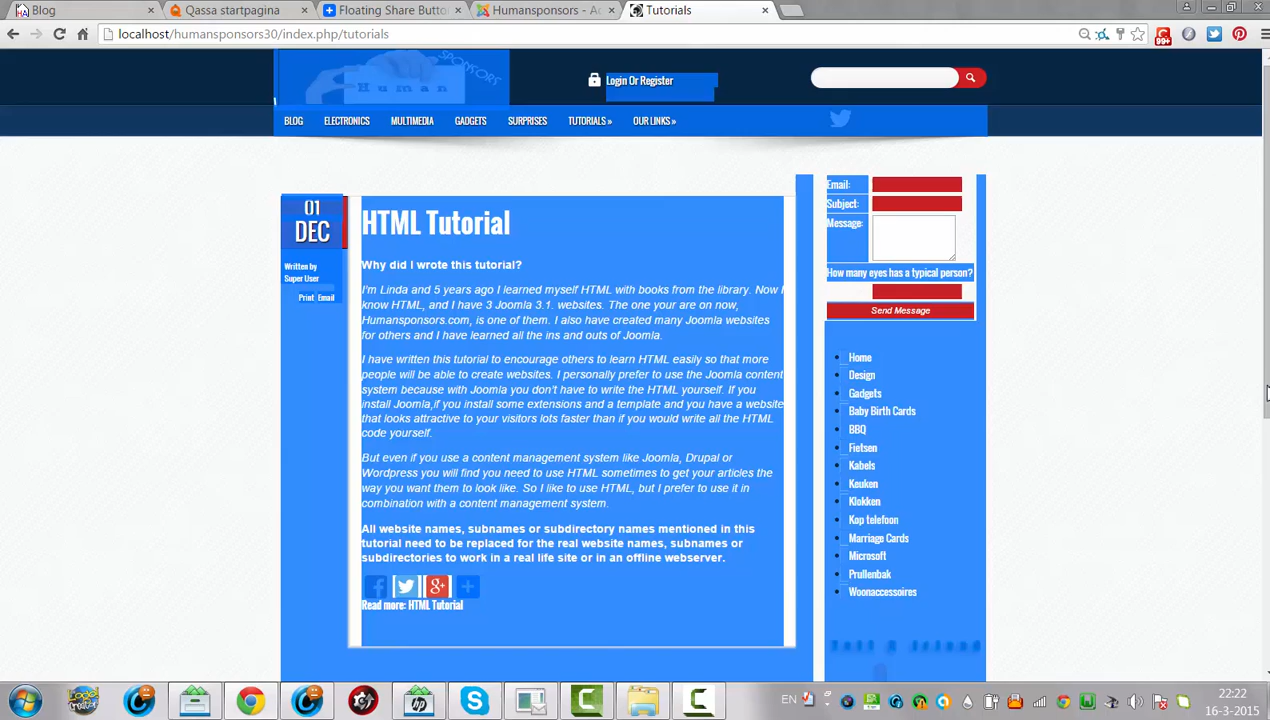 Blog
Qassa startpagina
Floating Share Butto
Humansponsors - Ac
Tutorials
localhost/humansponsors30/index.php/tutorials
99+
SPONSORS
Human
Login Or Register
BLOG
ELECTRONICS
MULTIMEDIA
GADGETS
SURPRISES
TUTORIALS »
OUR LINKS »
01
DEC
Written by
Super User
Print Email
HTML Tutorial
Why did I wrote this tutorial?
I'm Linda and 5 years ago I learned myself HTML with books from the library. Now I
know HTML, and I have 3 Joomla 3.1. websites. The one your are on now,
Humansponsors.com, is one of them. I also have created many Joomla websites
for others and I have learned all the ins and outs of Joomla.
I have written this tutorial to encourage others to learn HTML easily so that more
people will be able to create websites. I personally prefer to use the Joomla content
system because with Joomla you don't have to write the HTML yourself. If you
install Joomla,if you install some extensions and a template and you have a website
that looks attractive to your visitors lots faster than if you would write all the HTML
code yourself.
But even if you use a content management system like Joomla, Drupal or
Wordpress you will find you need to use HTML sometimes to get your articles the
way you want them to look like. So I like to use HTML, but I prefer to use it in
combination with a content management system.
All website names, subnames or subdirectory names mentioned in this
tutorial need to be replaced for the real website names, subnames or
subdirectories to work in a real life site or in an offline webserver.
Read more: HTML Tutorial
Email:
Subject:
Message:
How many eyes has a typical person?
Send Message
Home
Design
Gadgets
Baby Birth Cards
BBQ
Fietsen
Kabels
Keuken
Klokken
Kop telefoon
Marriage Cards
Microsoft
Prullenbak
Woonaccessoires
EN
22:22
16-3-2015